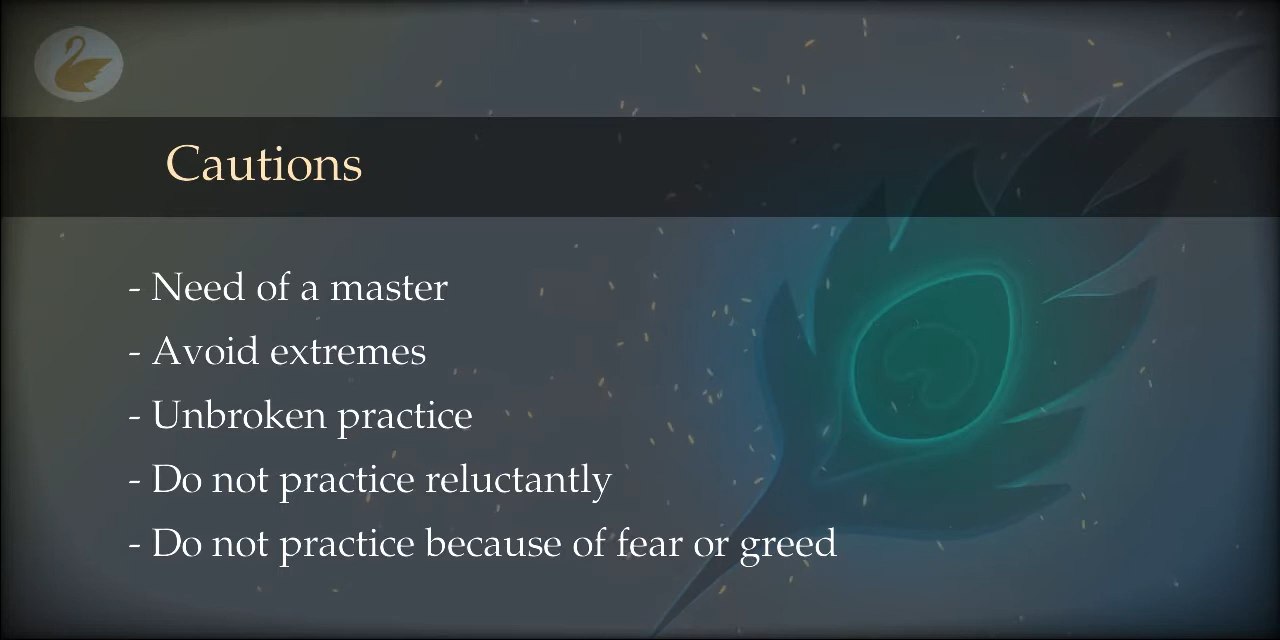 Cautions
- Need of a master
- Avoid extremes
- Unbroken practice
- Do not practice reluctantly
- Do not practice because of fear or greed